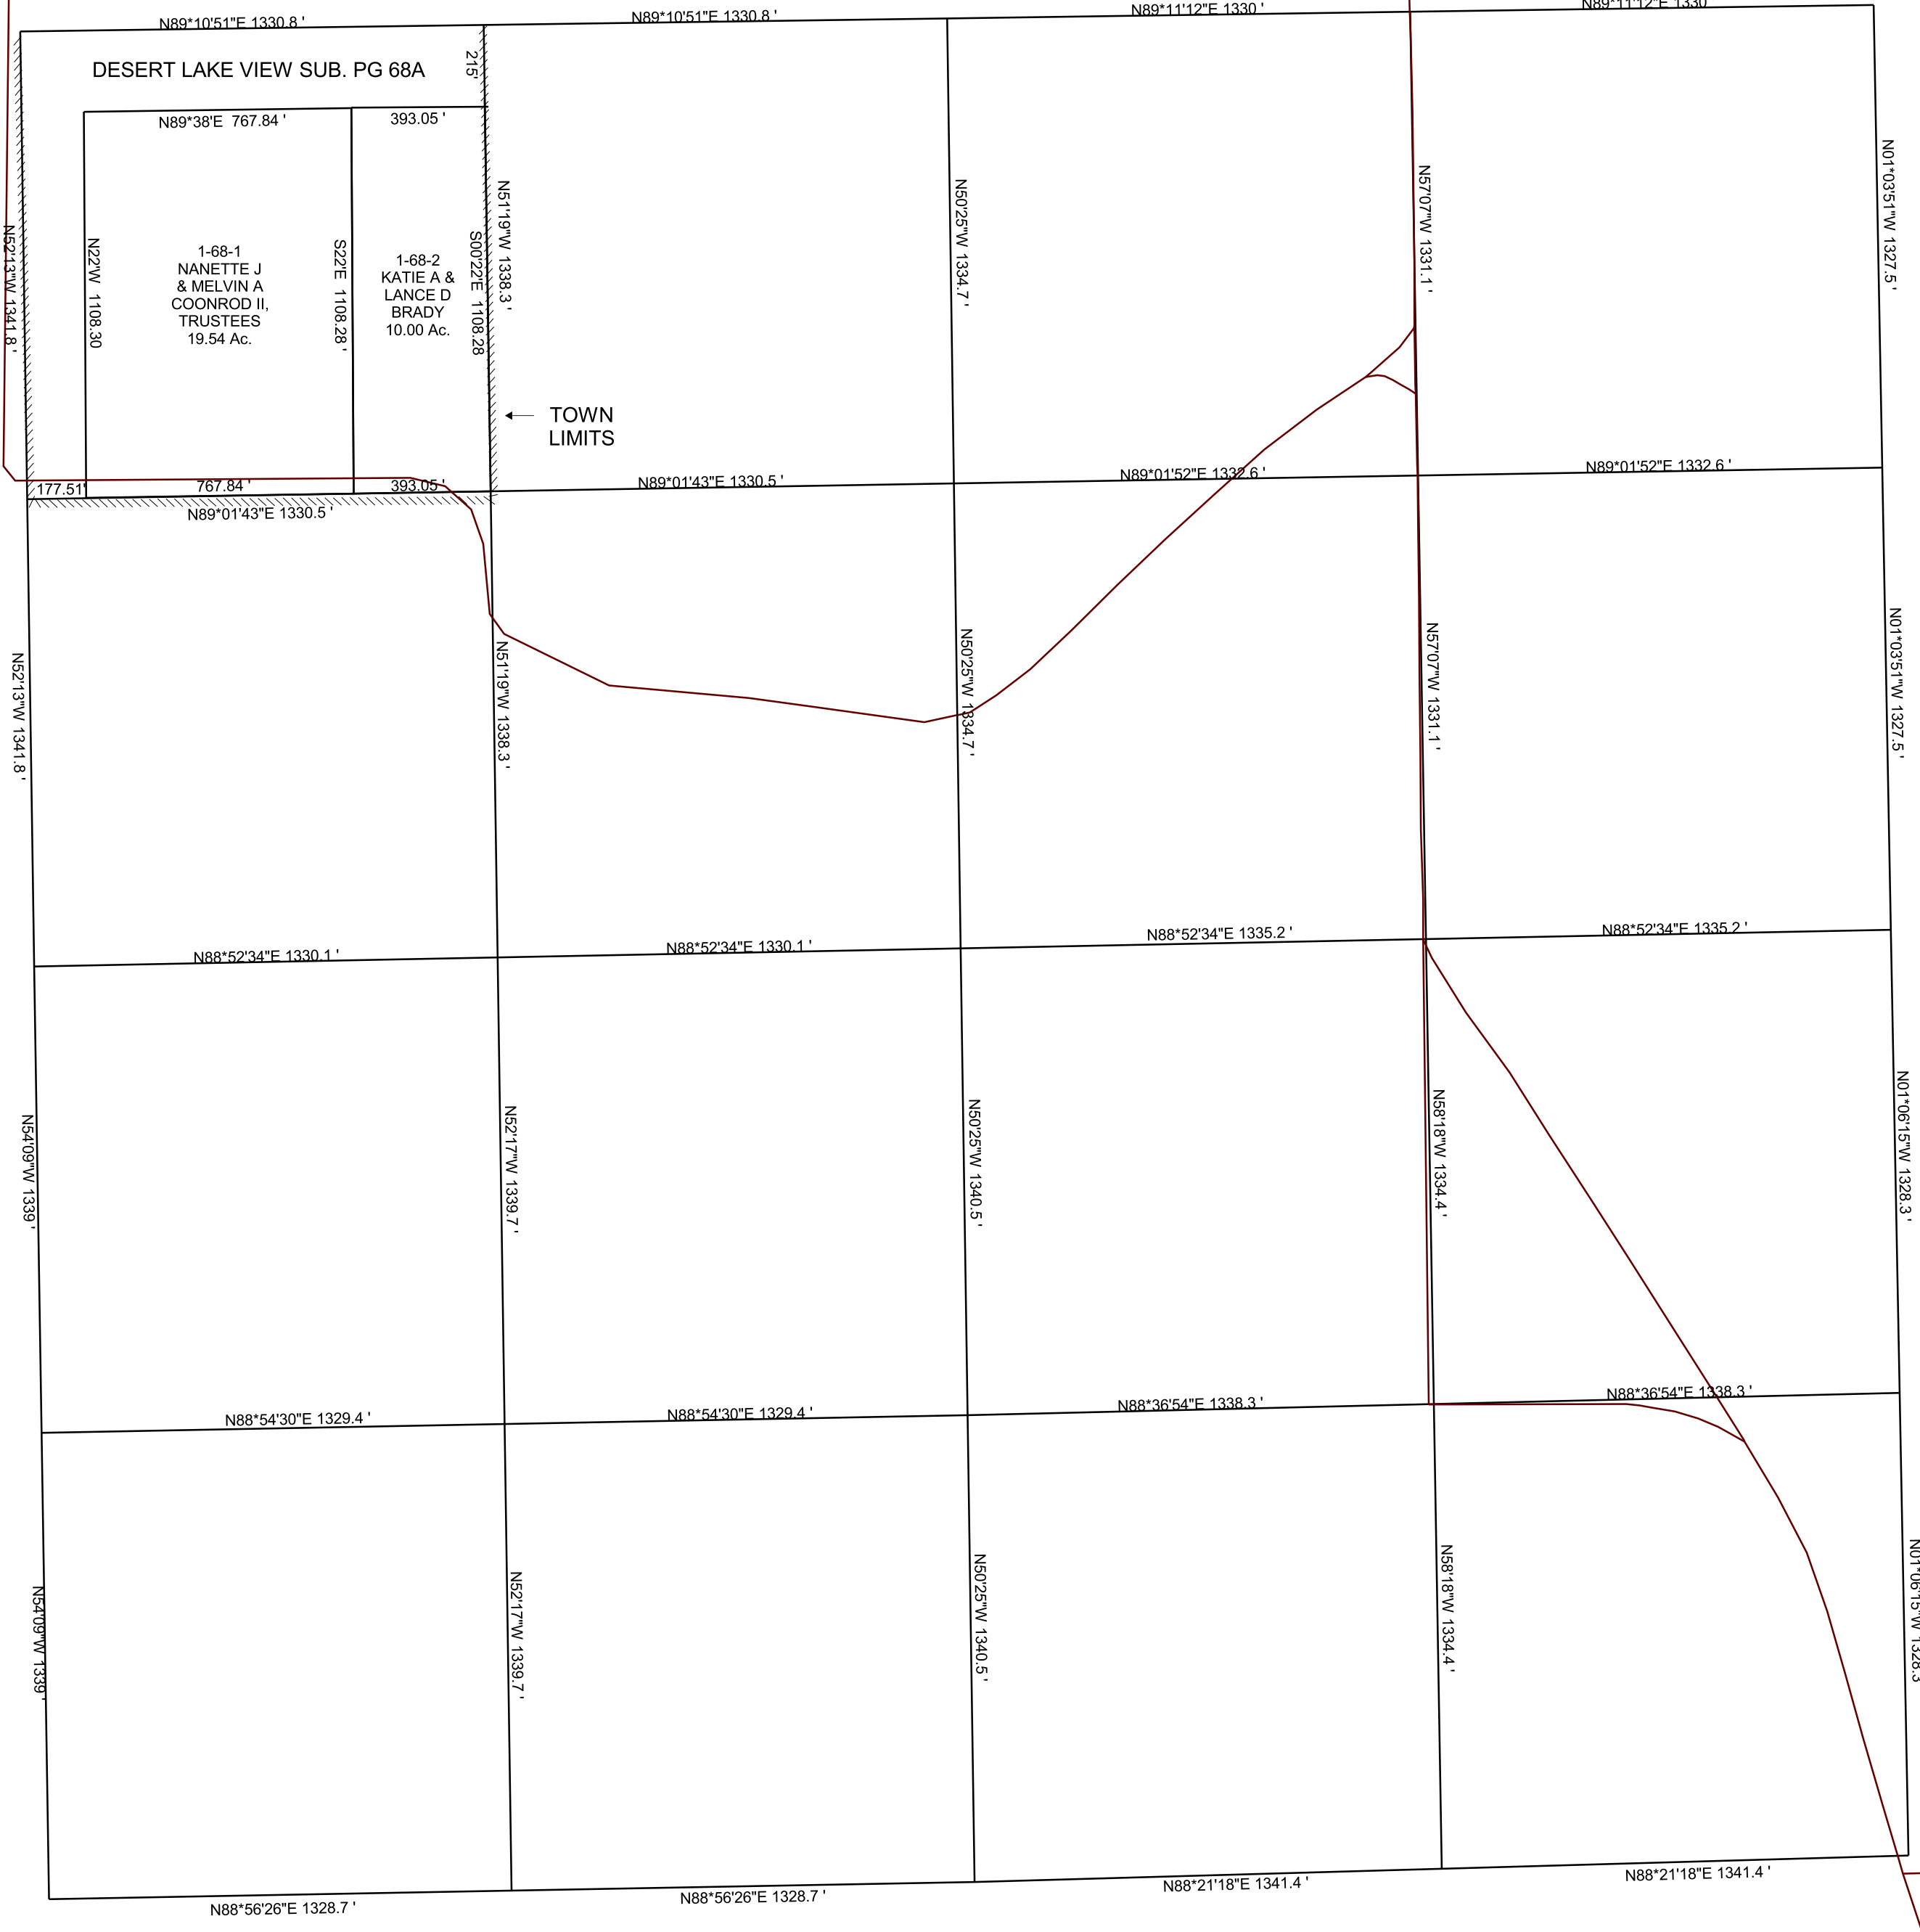 N89*10'51"E 1330.8 '
N89*10'51"E 1330.8 '
N89*11'12"E 1330 '
N89*11'12"E 1330
DESERT LAKE VIEW SUB. PG 68A
215'
N89*38'E 767.84 '
393.05 '
N52'13"W 1341.8 '
N22'W 1108.30
1-68-1
NANETTE J
& MELVIN A
COONROD II,
TRUSTEES
19.54 Ac.
S22'E 1108.28 '
1-68-2
KATIE A &
LANCE D
BRADY
10.00 Ac.
S00'22'E 1108.28
N51'19"W 1338.3 '
N50'25"W 1334.7 '
N57'07"W 1331.1 '
N01*03'51"W 1327.5 '
TOWN
LIMITS
177.51'
767.84 '
393.05 '
N89*01'43"E 1330.5 '
N89*01'43"E 1330.5 '
N89*01'52"E 1332.6 '
N89*01'52"E 1332.6 '
N52'13"W 1341.8 '
N51'19"W 1338.3 '
N50'25"W 1334.7 '
N57'07"W 1331.1 '
N01*03'51"W 1327.5 '
N88*52'34"E 1330.1 '
N88*52'34"E 1330.1 '
N88*52'34"E 1335.2 '
N88*52'34"E 1335.2 '
N54'09"W 1339 '
N52'17"W 1339.7 '
N50'25"W 1340.5 '
N58'18"W 1334.4 '
N01*06'15"W 1328.3 '
N88*54'30"E 1329.4 '
N88*54'30"E 1329.4 '
N88*36'54"E 1338.3 '
N88*36'54"E 1338.3 '
N54'09"W 1339 '
N52'17"W 1339.7 '
N50'25"W 1340.5 '
N58'18"W 1334.4 '
N01*06'15"W 1328.3
N88*56'26"E 1328.7 '
N88*56'26"E 1328.7 '
N88*21'18"E 1341.4 '
N88*21'18"E 1341.4 '